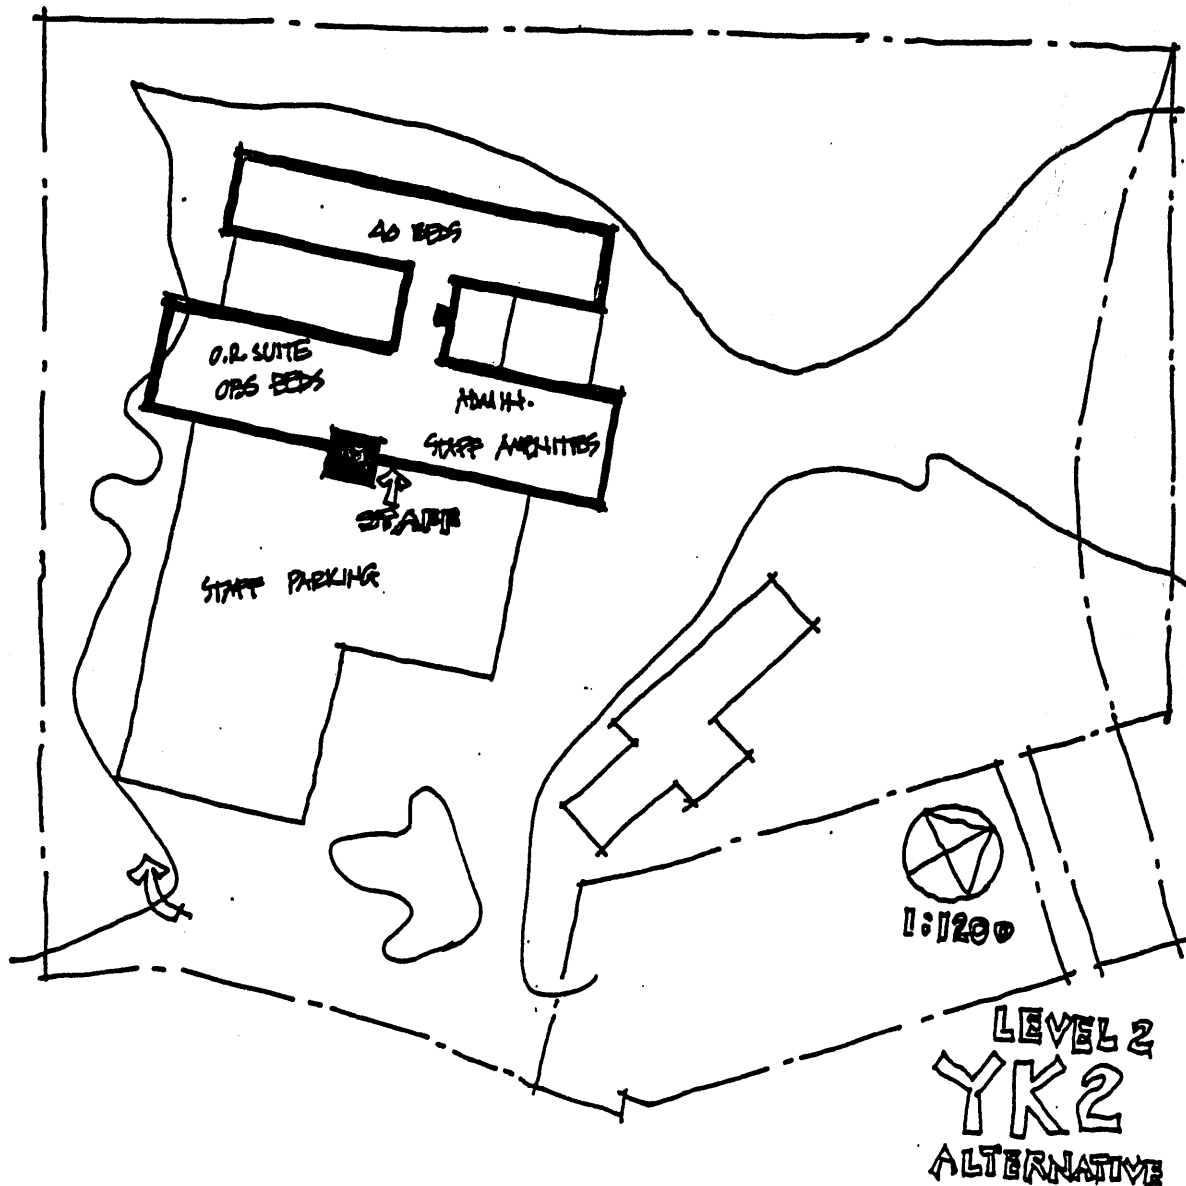 40 BEDS
O.R. SUITE
OBS BEDS
ADMIN.
STAFF AMENITIES
STAFF
STAFF PARKING
1:1200
LEVEL 2
YK2
ALTERNATIVE